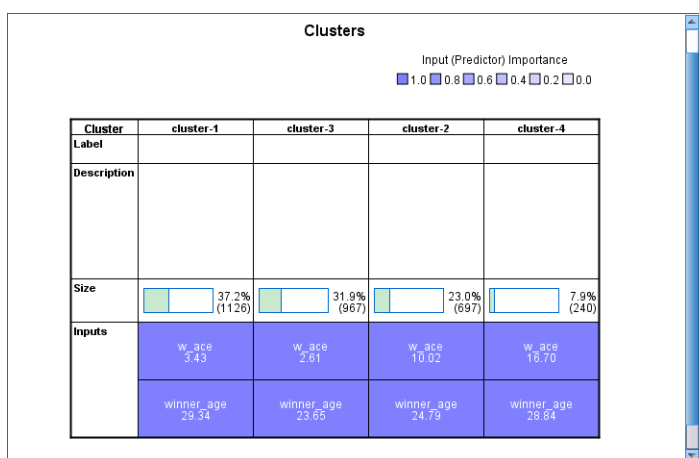 Clusters
Input (Predictor) Importance
1.0 0.8 0.6 0.4 0.2 0.0
Cluster cluster-1 cluster-3 cluster-2 cluster-4
Label
Description
Size
37.2% 31.9% 23.0% 7.9%
(1126) (967) (697) (240)
Inputs
w_ace w_ace w_ace w_ace
3.43 2.61 10.02 16.70
winner_age winner_age winner_age winner_age
29.34 23.65 24.79 28.84